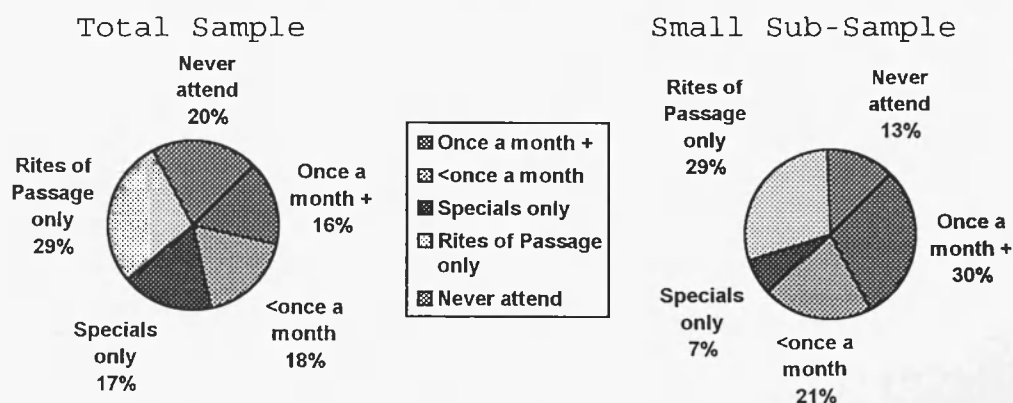 Total Sample
Never
attend
20%
Rites of
Passage
only
29%
Once a
month +
16%
Specials
only
17%
<once a
month
18%
Once a month +
<once a month
Specials only
Rites of Passage
only
Never attend
Small Sub-Sample
Rites of
Passage
only
29%
Never
attend
13%
Once a
month +
30%
Specials
only
7%
<once a
month
21%